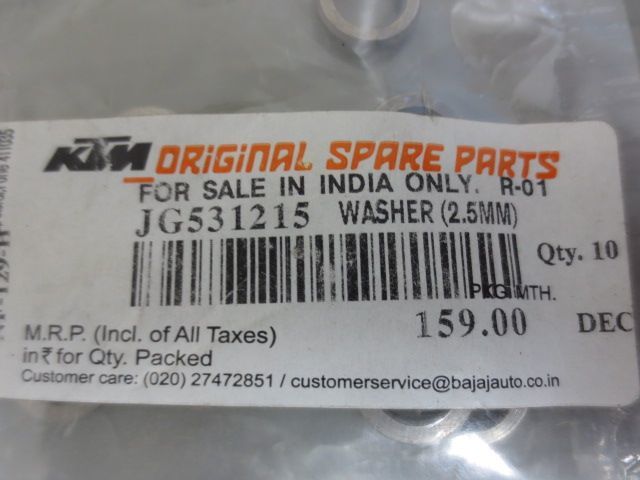 KTM ORIGINAL SPARE PARTS
FOR SALE IN INDIA ONLY. R-01
JG531215 WASHER (2.5MM)
Qty. 10
PKG MTH.
M.R.P. (Incl. of All Taxes) 159.00 DEC
in ₹ for Qty. Packed
Customer care: (020) 27472851 / customerservice@bajajauto.co.in